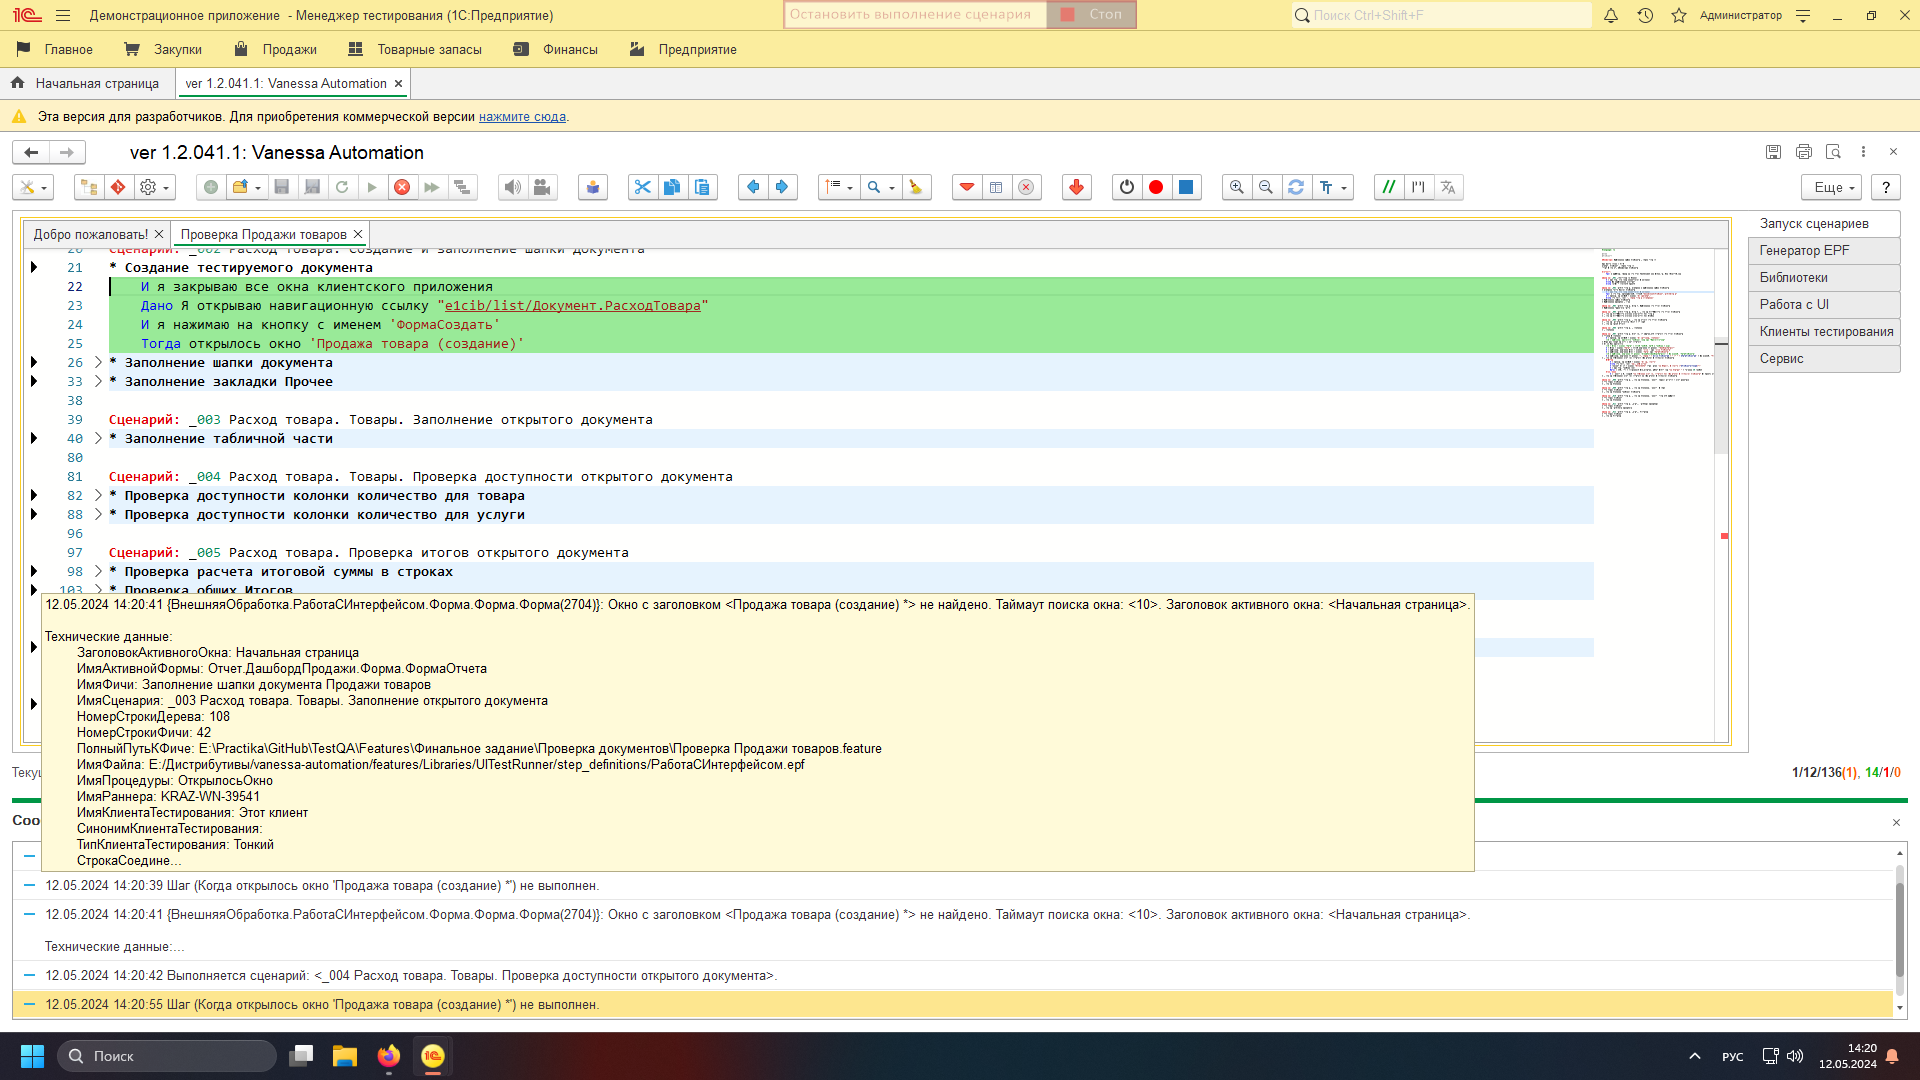 Демонстрационное приложение - Менеджер тестирования (1С:Предприятие)
Остановить выполнение сценария
Стоп
Поиск Ctrl+Shift+F
Администратор
Главное
Закупки
Продажи
Товарные запасы
Финансы
Предприятие
Начальная страница
ver 1.2.041.1: Vanessa Automation
Эта версия для разработчиков. Для приобретения коммерческой версии нажмите сюда.
ver 1.2.041.1: Vanessa Automation
Еще
?
Добро пожаловать!
Проверка Продажи товаров
20 Сценарий: _002 Расход товара. Создание и заполнение шапки документа
21 * Создание тестируемого документа
22 И я закрываю все окна клиентского приложения
23 Дано Я открываю навигационную ссылку "e1cib/list/Документ.РасходТовара"
24 И я нажимаю на кнопку с именем 'ФормаСоздать'
25 Тогда открылось окно 'Продажа товара (создание)'
26 * Заполнение шапки документа
33 * Заполнение закладки Прочее
38
39 Сценарий: _003 Расход товара. Товары. Заполнение открытого документа
40 * Заполнение табличной части
80
81 Сценарий: _004 Расход товара. Товары. Проверка доступности открытого документа
82 * Проверка доступности колонки количество для товара
88 * Проверка доступности колонки количество для услуги
96
97 Сценарий: _005 Расход товара. Проверка итогов открытого документа
98 * Проверка расчета итоговой суммы в строках
103 * Проверка общих Итогов
Запуск сценариев
Генератор EPF
Библиотеки
Работа с UI
Клиенты тестирования
Сервис
12.05.2024 14:20:41 {ВнешняяОбработка.РаботаСИнтерфейсом.Форма.Форма.Форма(2704)}: Окно с заголовком <Продажа товара (создание) *> не найдено. Таймаут поиска окна: <10>. Заголовок активного окна: <Начальная страница>.
Технические данные:
ЗаголовокАктивногоОкна: Начальная страница
ИмяАктивнойФормы: Отчет.ДашбордПродажи.Форма.ФормаОтчета
ИмяФичи: Заполнение шапки документа Продажи товаров
ИмяСценария: _003 Расход товара. Товары. Заполнение открытого документа
НомерСтрокиДерева: 108
НомерСтрокиФичи: 42
ПолныйПутьКФиче: E:\Practika\GitHub\TestQA\Features\Финальное задание\Проверка документов\Проверка Продажи товаров.feature
ИмяФайла: E:/Дистрибутивы/vanessa-automation/features/Libraries/UITestRunner/step_definitions/РаботаСИнтерфейсом.epf
ИмяПроцедуры: ОткрылосьОкно
ИмяРаннера: KRAZ-WN-39541
ИмяКлиентаТестирования: Этот клиент
СинонимКлиентаТестирования:
ТипКлиентаТестирования: Тонкий
СтрокаСоедине...
Текущ
1/12/136(1), 14/1/0
Соо
12.05.2024 14:20:39 Шаг (Когда открылось окно 'Продажа товара (создание) *') не выполнен.
12.05.2024 14:20:41 {ВнешняяОбработка.РаботаСИнтерфейсом.Форма.Форма.Форма(2704)}: Окно с заголовком <Продажа товара (создание) *> не найдено. Таймаут поиска окна: <10>. Заголовок активного окна: <Начальная страница>.
Технические данные:...
12.05.2024 14:20:42 Выполняется сценарий: <_004 Расход товара. Товары. Проверка доступности открытого документа>.
12.05.2024 14:20:55 Шаг (Когда открылось окно 'Продажа товара (создание) *') не выполнен.
Поиск
РУС
14:20
12.05.2024